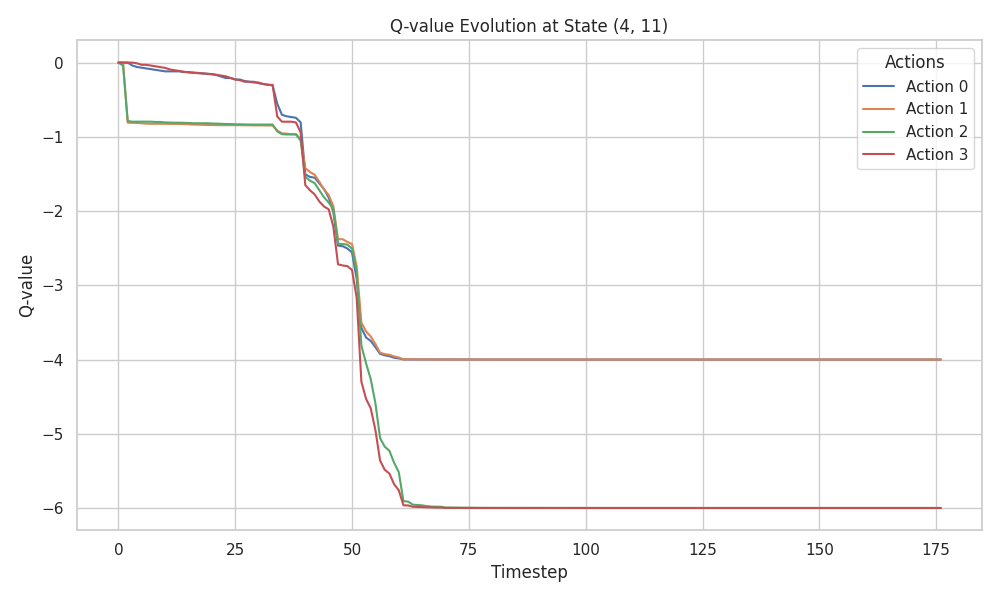 Q-value Evolution at State (4, 11)
Actions
Action 0
Action 1
Action 2
Action 3
Q-value
0
−1
−2
−3
−4
−5
−6
0 25 50 75 100 125 150 175
Timestep